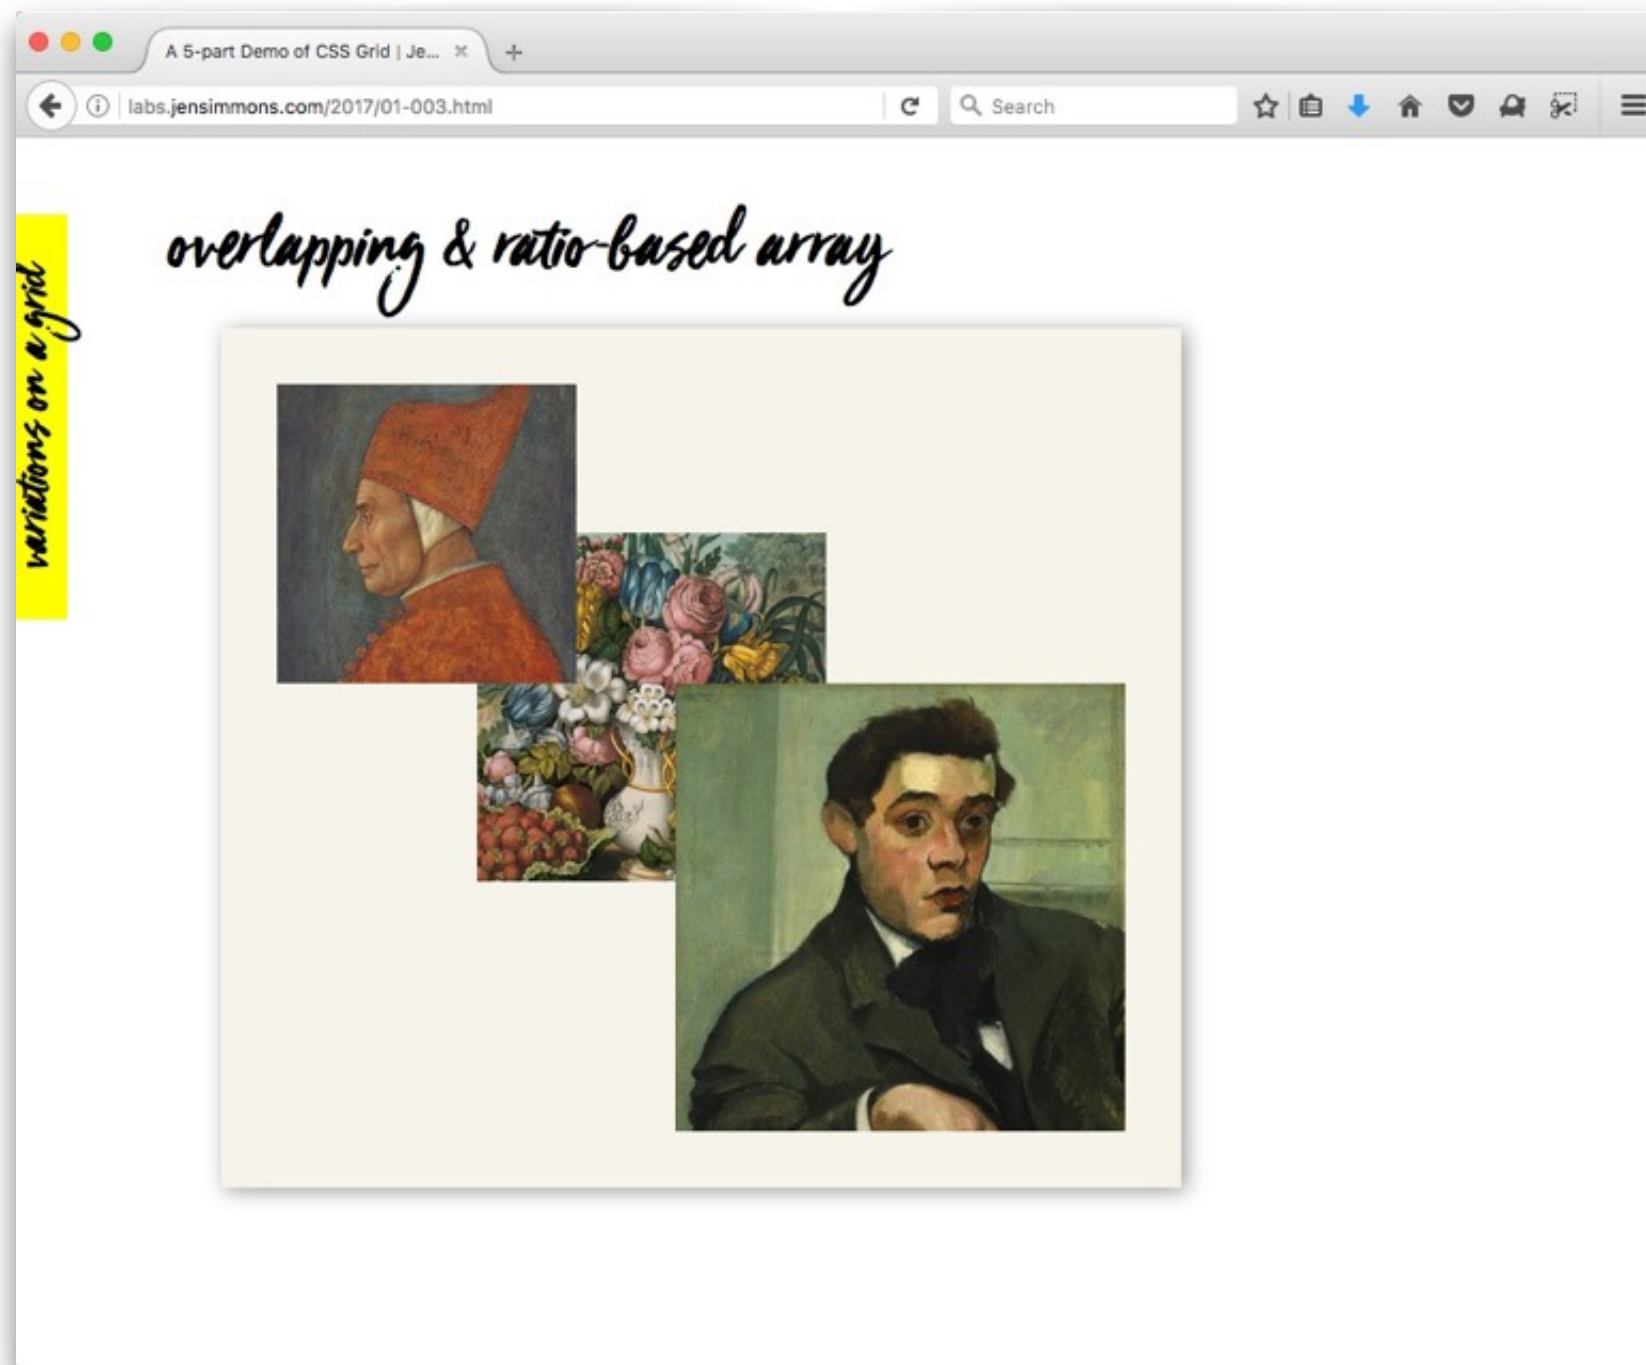 A 5-part Demo of CSS Grid | Je...
labs.jensimmons.com/2017/01-003.html
Search
overlapping & ratio-based array
variations on a grid